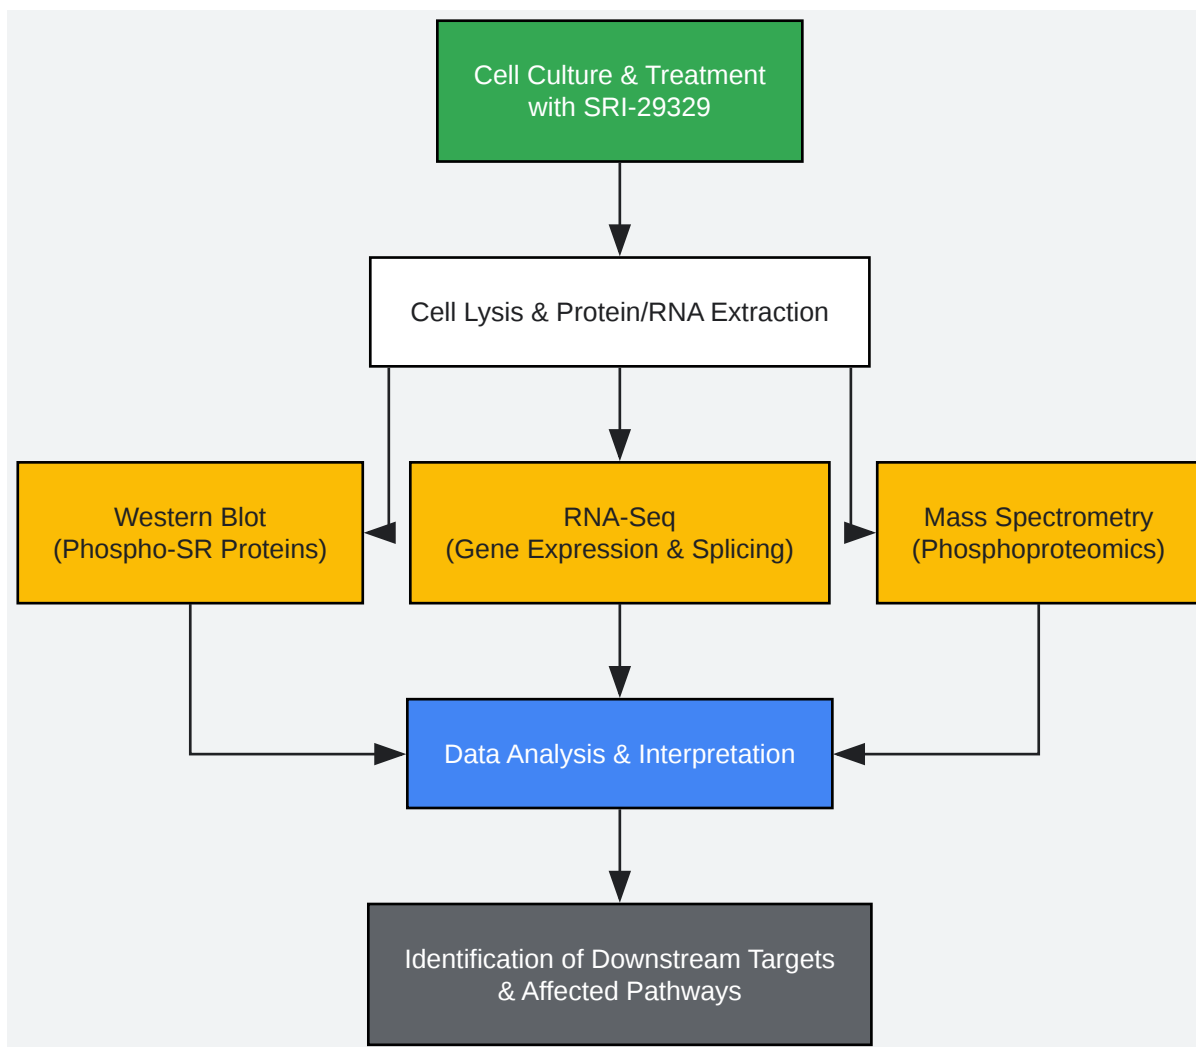 Cell Culture & Treatment
with SRI-29329
Cell Lysis & Protein/RNA Extraction
Western Blot
(Phospho-SR Proteins)
RNA-Seq
(Gene Expression & Splicing)
Mass Spectrometry
(Phosphoproteomics)
Data Analysis & Interpretation
Identification of Downstream Targets
& Affected Pathways